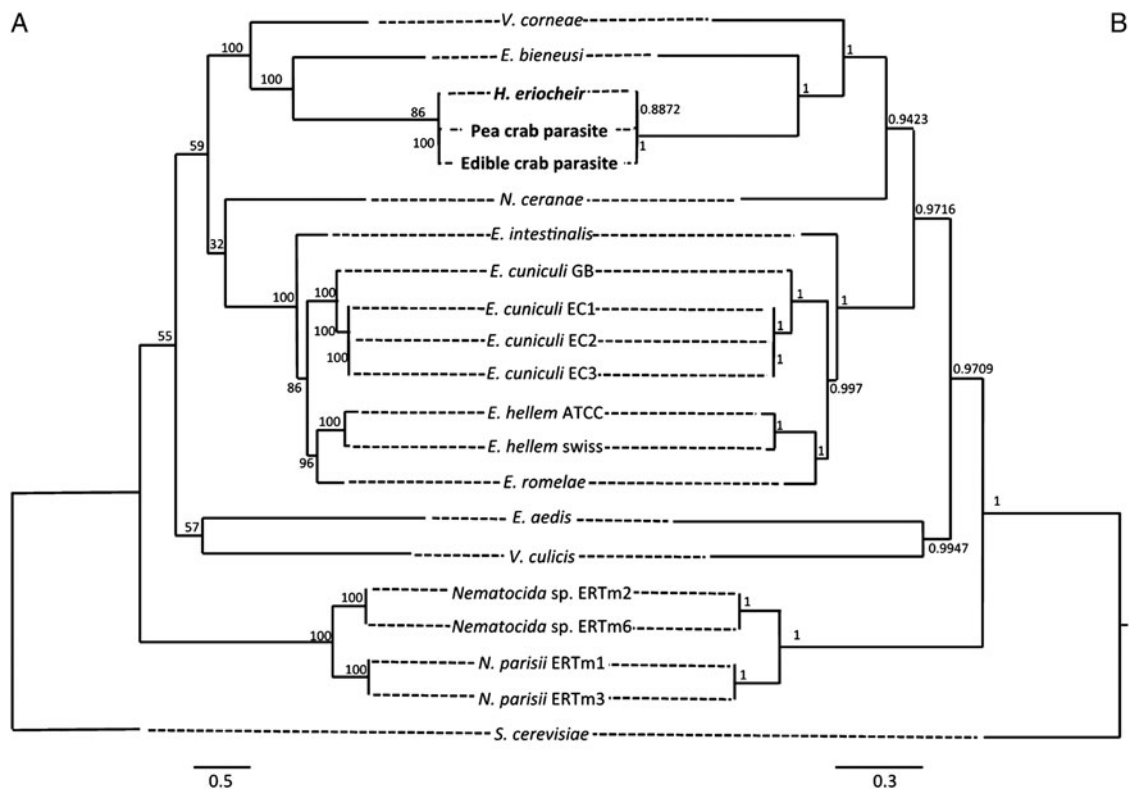 A
B
V. corneae
100
1
E. bieneusi
100
1
H. eriocheir
86
0.8872
0.9423
Pea crab parasite
100
1
59
Edible crab parasite
N. ceranae
0.9716
32
E. intestinalis
E. cuniculi GB
100
1
100
1
E. cuniculi EC1
100
1
55
E. cuniculi EC2
100
1
E. cuniculi EC3
86
0.997
0.9709
E. hellem ATCC
100
1
E. hellem swiss
96
1
E. romelae
1
E. aedis
57
0.9947
V. culicis
Nematocida sp. ERTm2
100
1
Nematocida sp. ERTm6
100
1
N. parisii ERTm1
100
1
N. parisii ERTm3
S. cerevisiae
0.5
0.3